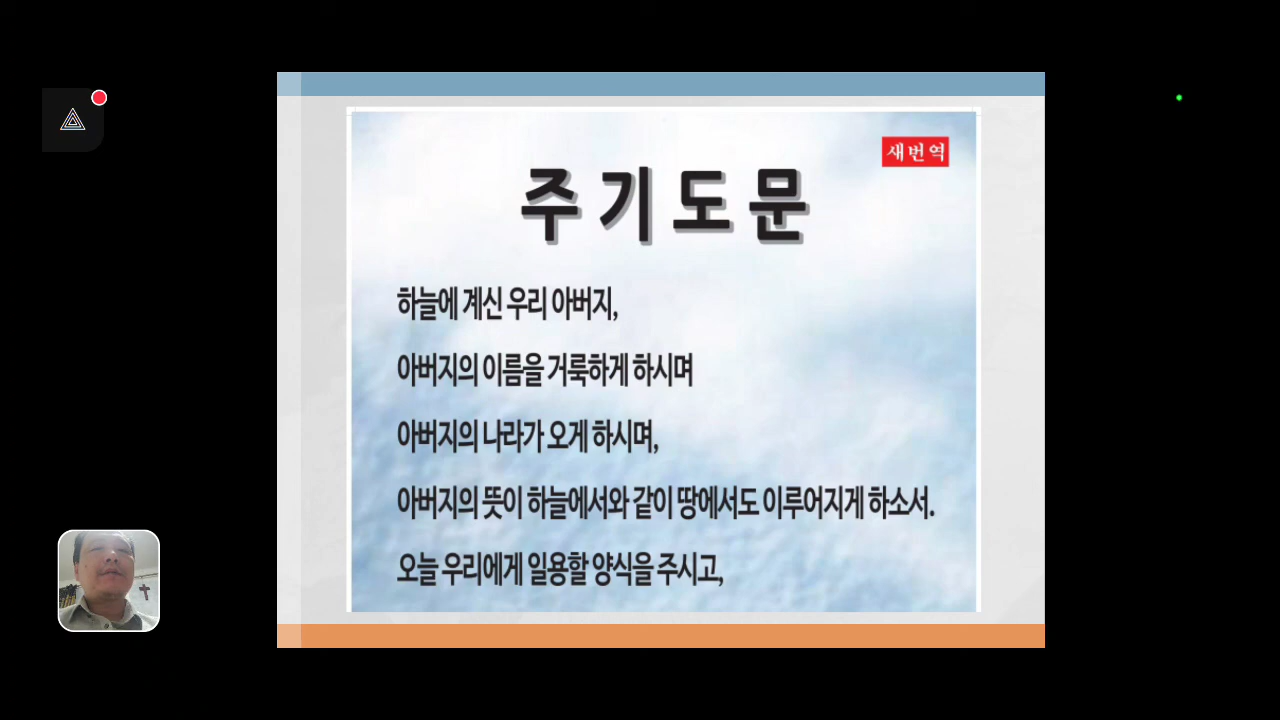 새번역
주기도문
하늘에 계신 우리 아버지,
아버지의 이름을 거룩하게 하시며
아버지의 나라가 오게 하시며,
아버지의 뜻이 하늘에서와 같이 땅에서도 이루어지게 하소서.
오늘 우리에게 일용할 양식을 주시고,